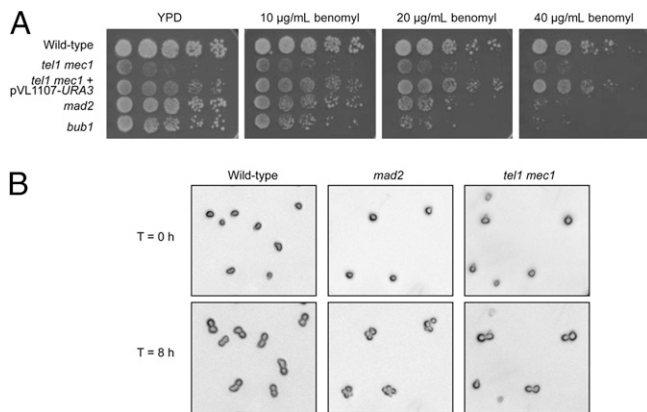 A
YPD
10 µg/mL benomyl
20 µg/mL benomyl
40 µg/mL benomyl
Wild-type
tel1 mec1
tel1 mec1 +
pVL1107-URA3
mad2
bub1
B
Wild-type
mad2
tel1 mec1
T = 0 h
T = 8 h